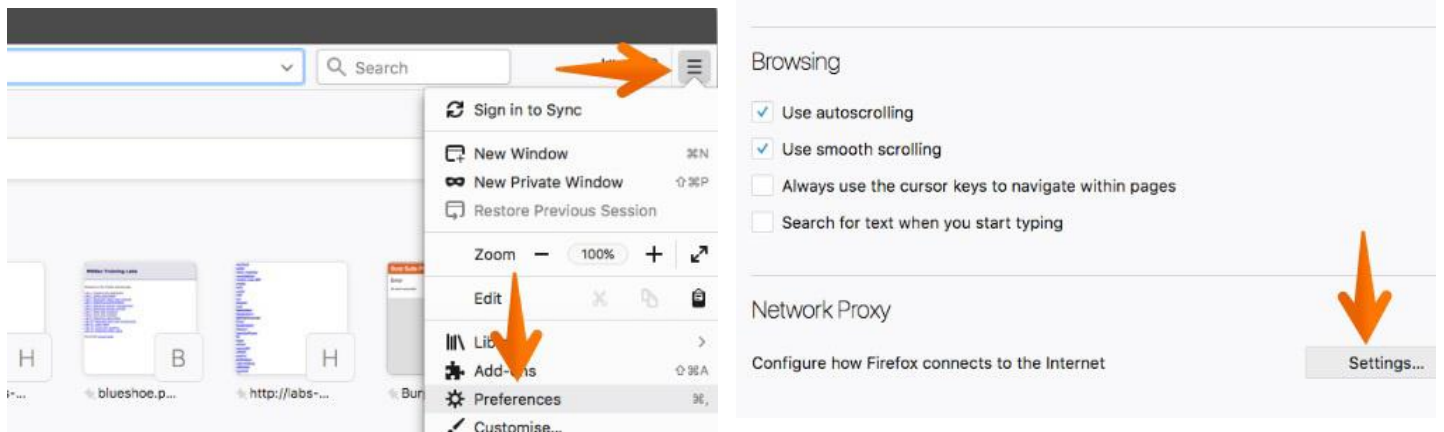 Search
Sign in to Sync
New Window ⌘N
New Private Window ⇧⌘P
Restore Previous Session
Zoom − 100% +
Edit
Add-ons ⇧⌘A
Preferences ⌘,
Customise...
H
B
H
blueshoe.p...
http://labs-...
Browsing
Use autoscrolling
Use smooth scrolling
Always use the cursor keys to navigate within pages
Search for text when you start typing
Network Proxy
Configure how Firefox connects to the Internet
Settings...